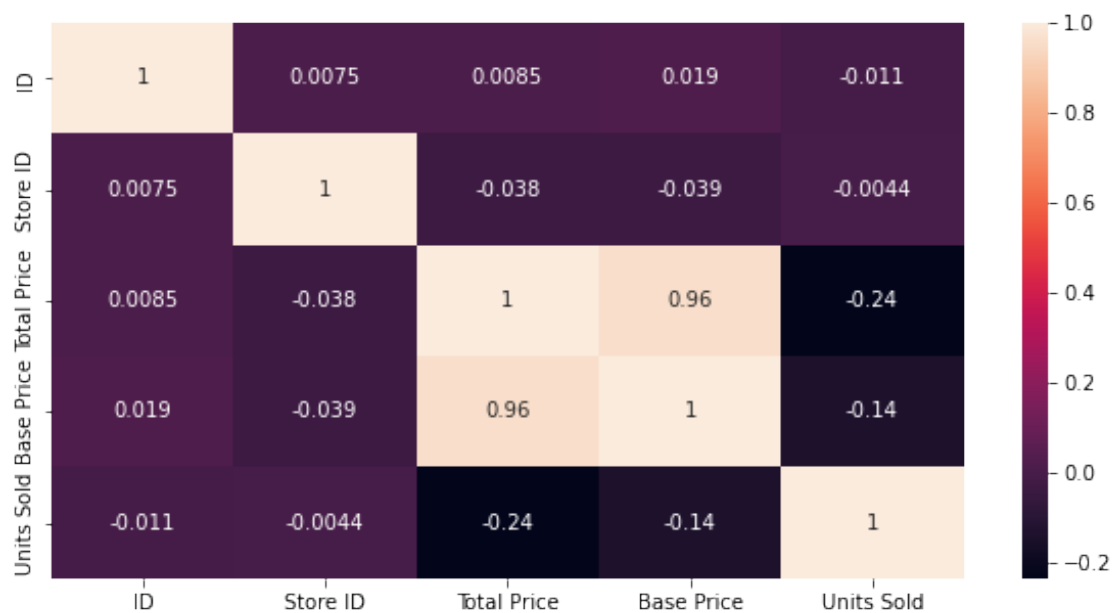 ID 1 0.0075 0.0085 0.019 -0.011
Store ID 0.0075 1 -0.038 -0.039 -0.0044
Total Price 0.0085 -0.038 1 0.96 -0.24
Base Price 0.019 -0.039 0.96 1 -0.14
Units Sold -0.011 -0.0044 -0.24 -0.14 1
ID Store ID Total Price Base Price Units Sold
1.0
0.8
0.6
0.4
0.2
0.0
−0.2